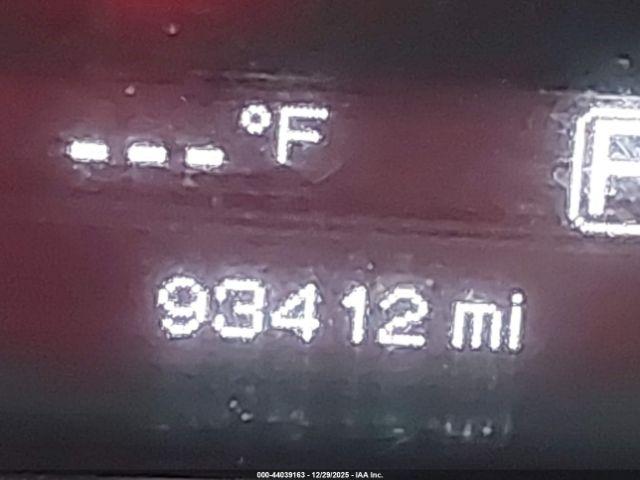 --- °F
P
93412 mi
000-44039163 - 12/29/2025 - IAA Inc.